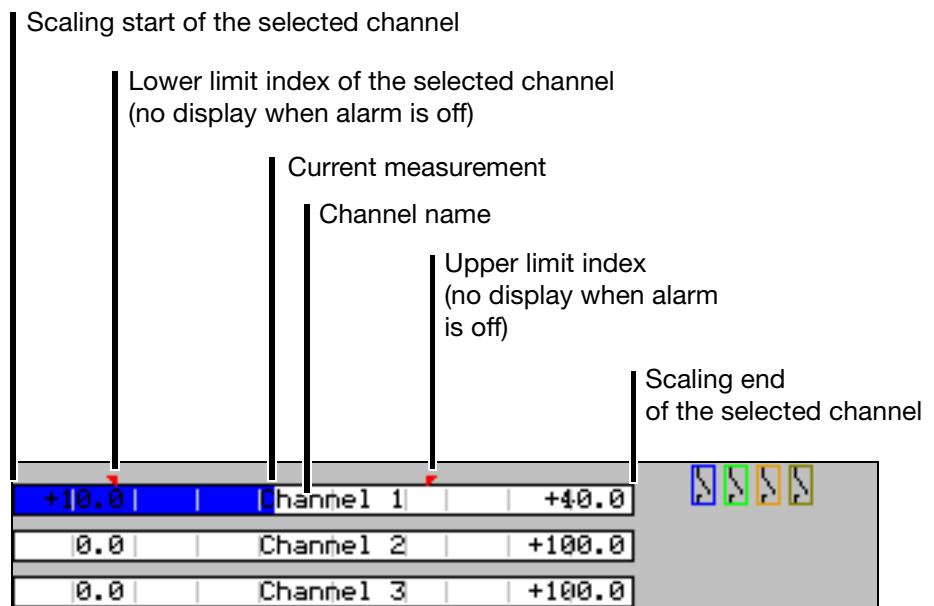 Scaling start of the selected channel
Lower limit index of the selected channel
(no display when alarm is off)
Current measurement
Channel name
Upper limit index
(no display when alarm
is off)
Scaling end
of the selected channel
+10.0 Channel 1 +40.0
0.0 Channel 2 +100.0
0.0 Channel 3 +100.0